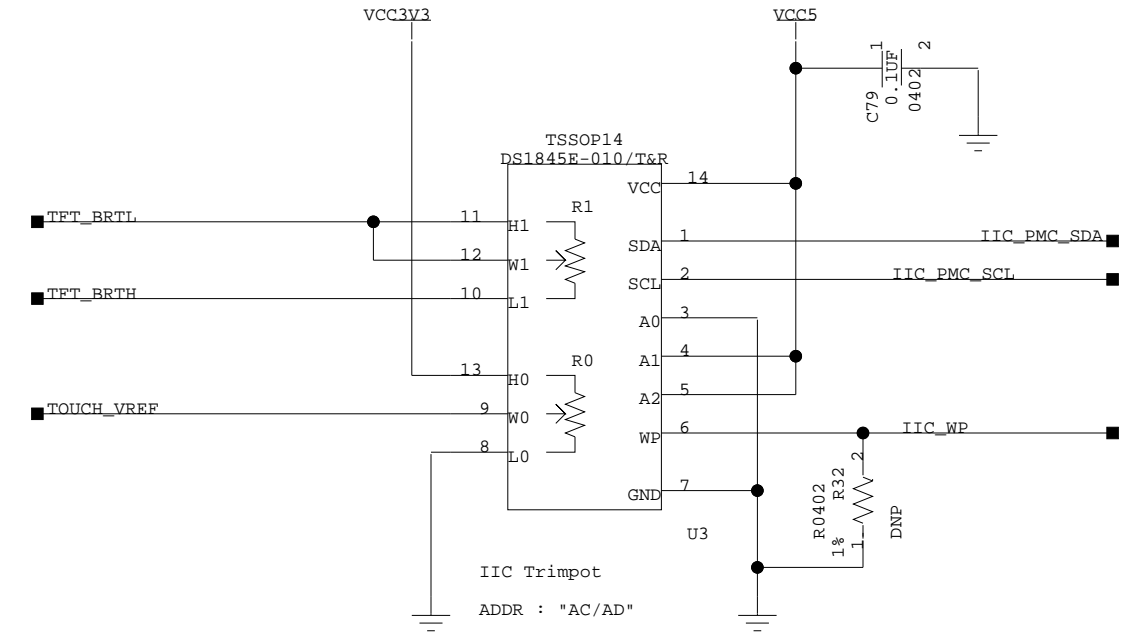 VCC3V3
VCC5
1
2
C79
0.1UF
0402
TSSOP14
DS1845E-010/T&R
VCC
14
TFT_BRTL
11
H1
R1
SDA
1
IIC_PMC_SDA
12
W1
SCL
2
IIC_PMC_SCL
TFT_BRTH
10
L1
A0
3
A1
4
13
H0
R0
A2
5
TOUCH_VREF
9
W0
WP
6
IIC_WP
8
L0
2
GND
7
R0402
R32
1%
1
DNP
U3
IIC Trimpot
ADDR : "AC/AD"